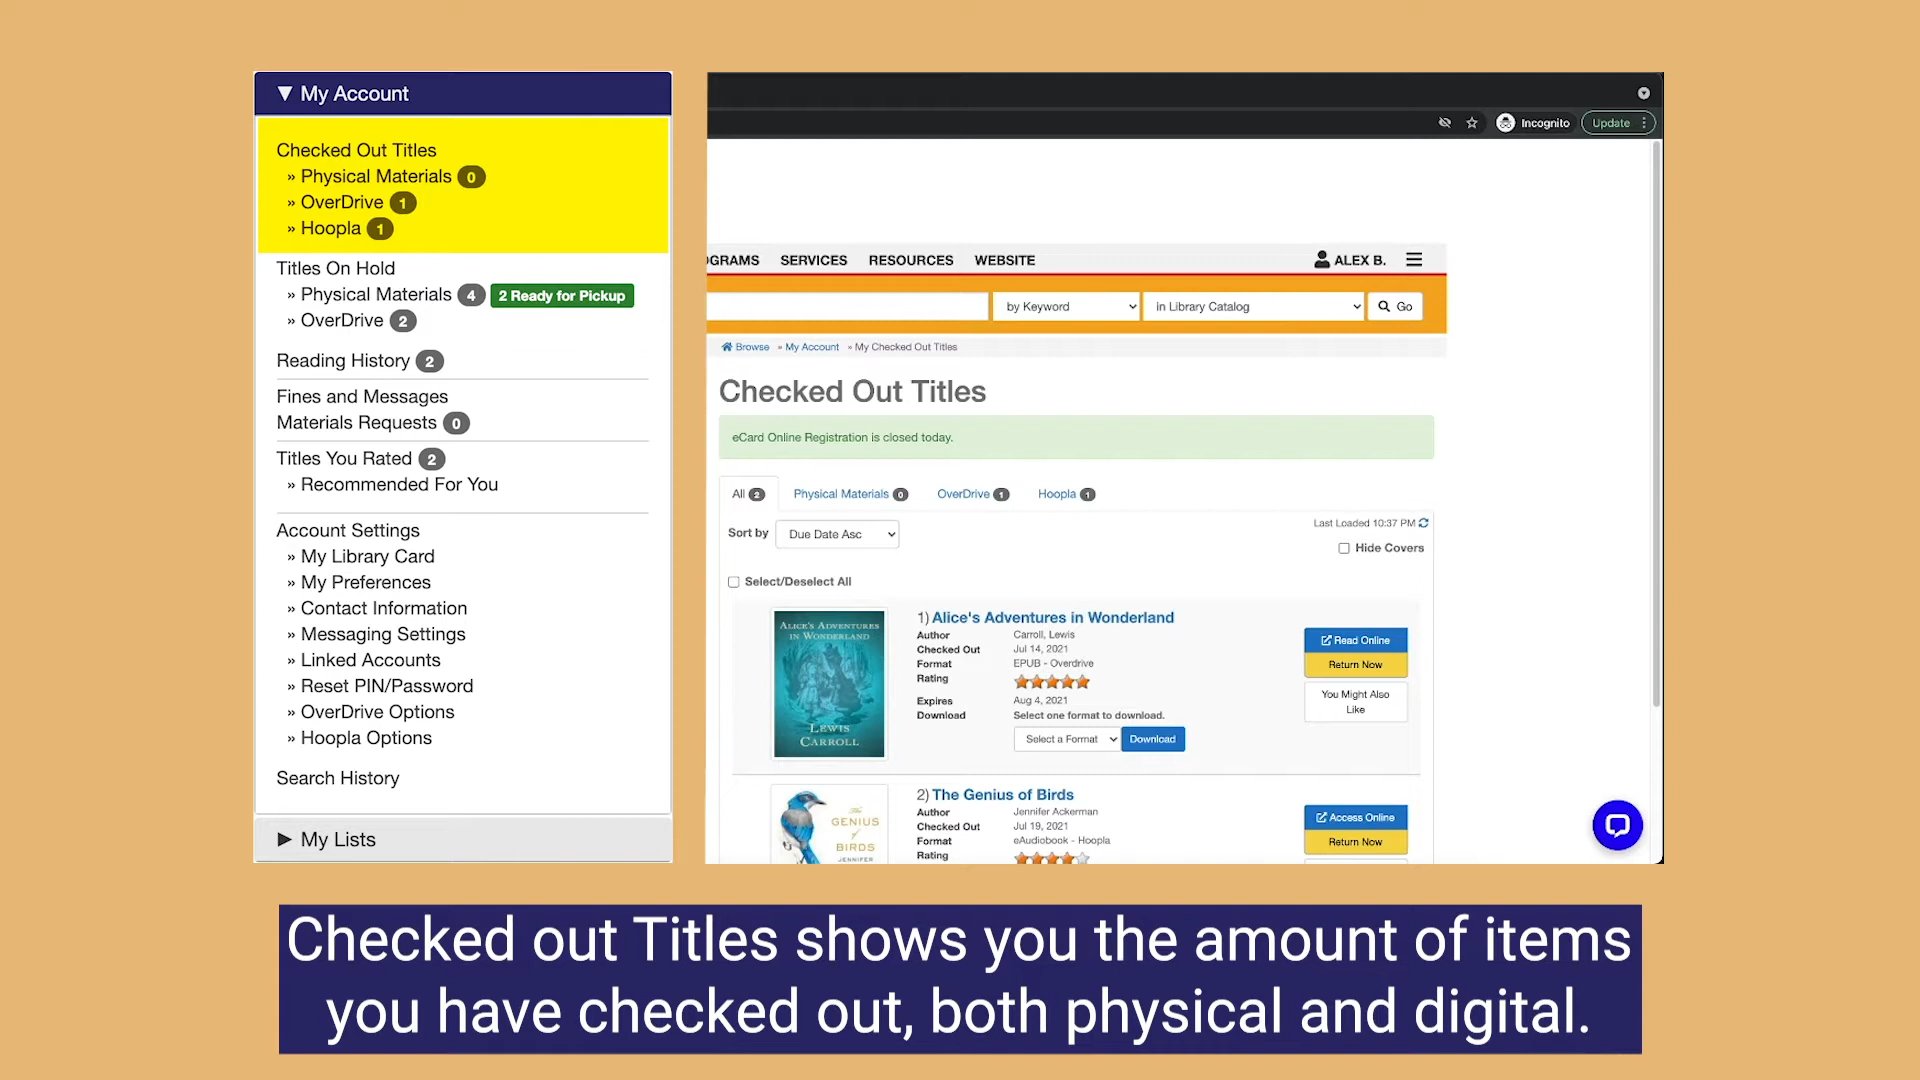 ▼ My Account
Checked Out Titles
» Physical Materials 0
» OverDrive 1
» Hoopla 1
Titles On Hold
» Physical Materials 4 2 Ready for Pickup
» OverDrive 2
Reading History 2
Fines and Messages
Materials Requests 0
Titles You Rated 2
» Recommended For You
Account Settings
» My Library Card
» My Preferences
» Contact Information
» Messaging Settings
» Linked Accounts
» Reset PIN/Password
» OverDrive Options
» Hoopla Options
Search History
► My Lists
Incognito Update
OGRAMS SERVICES RESOURCES WEBSITE ALEX B.
by Keyword in Library Catalog Go
Browse » My Account » My Checked Out Titles
Checked Out Titles
eCard Online Registration is closed today.
All 2 Physical Materials 0 OverDrive 1 Hoopla 1
Last Loaded 10:37 PM
Sort by Due Date Asc
Hide Covers
Select/Deselect All
ALICE'S ADVENTURES
IN WONDERLAND
LEWIS
CARROLL
1) Alice's Adventures in Wonderland
Author Carroll, Lewis
Checked Out Jul 14, 2021
Format EPUB - Overdrive
Rating
Expires Aug 4, 2021
Download Select one format to download.
Select a Format Download
Read Online
Return Now
You Might Also
Like
The
GENIUS
of
BIRDS
JENNIFER
2) The Genius of Birds
Author Jennifer Ackerman
Checked Out Jul 19, 2021
Format eAudiobook - Hoopla
Rating
Access Online
Return Now
Checked out Titles shows you the amount of items
you have checked out, both physical and digital.